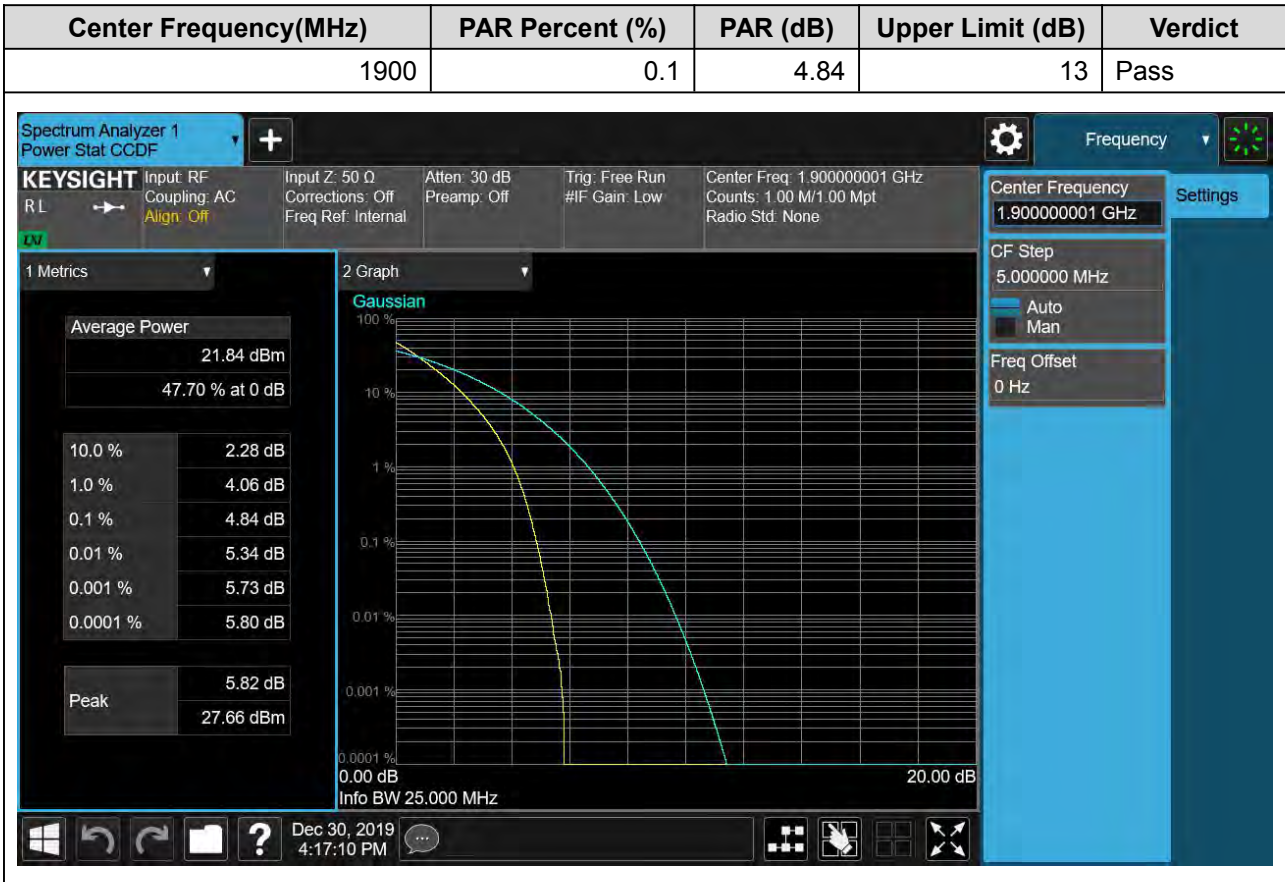 Center Frequency(MHz) PAR Percent (%) PAR (dB) Upper Limit (dB) Verdict
1900 0.1 4.84 13 Pass
Spectrum Analyzer 1
Power Stat CCDF
Frequency
KEYSIGHT
R L
LXI
Input: RF
Coupling: AC
Align: Off
Input Z: 50 Ω
Corrections: Off
Freq Ref: Internal
Atten: 30 dB
Preamp: Off
Trig: Free Run
#IF Gain: Low
Center Freq: 1.900000001 GHz
Counts: 1.00 M/1.00 Mpt
Radio Std: None
Center Frequency
1.900000001 GHz
Settings
CF Step
5.000000 MHz
Auto
Man
Freq Offset
0 Hz
1 Metrics
Average Power
21.84 dBm
47.70 % at 0 dB
10.0 % 2.28 dB
1.0 % 4.06 dB
0.1 % 4.84 dB
0.01 % 5.34 dB
0.001 % 5.73 dB
0.0001 % 5.80 dB
Peak
5.82 dB
27.66 dBm
2 Graph
Gaussian
100 %
10 %
1 %
0.1 %
0.01 %
0.001 %
0.0001 %
0.00 dB 20.00 dB
Info BW 25.000 MHz
?
Dec 30, 2019
4:17:10 PM